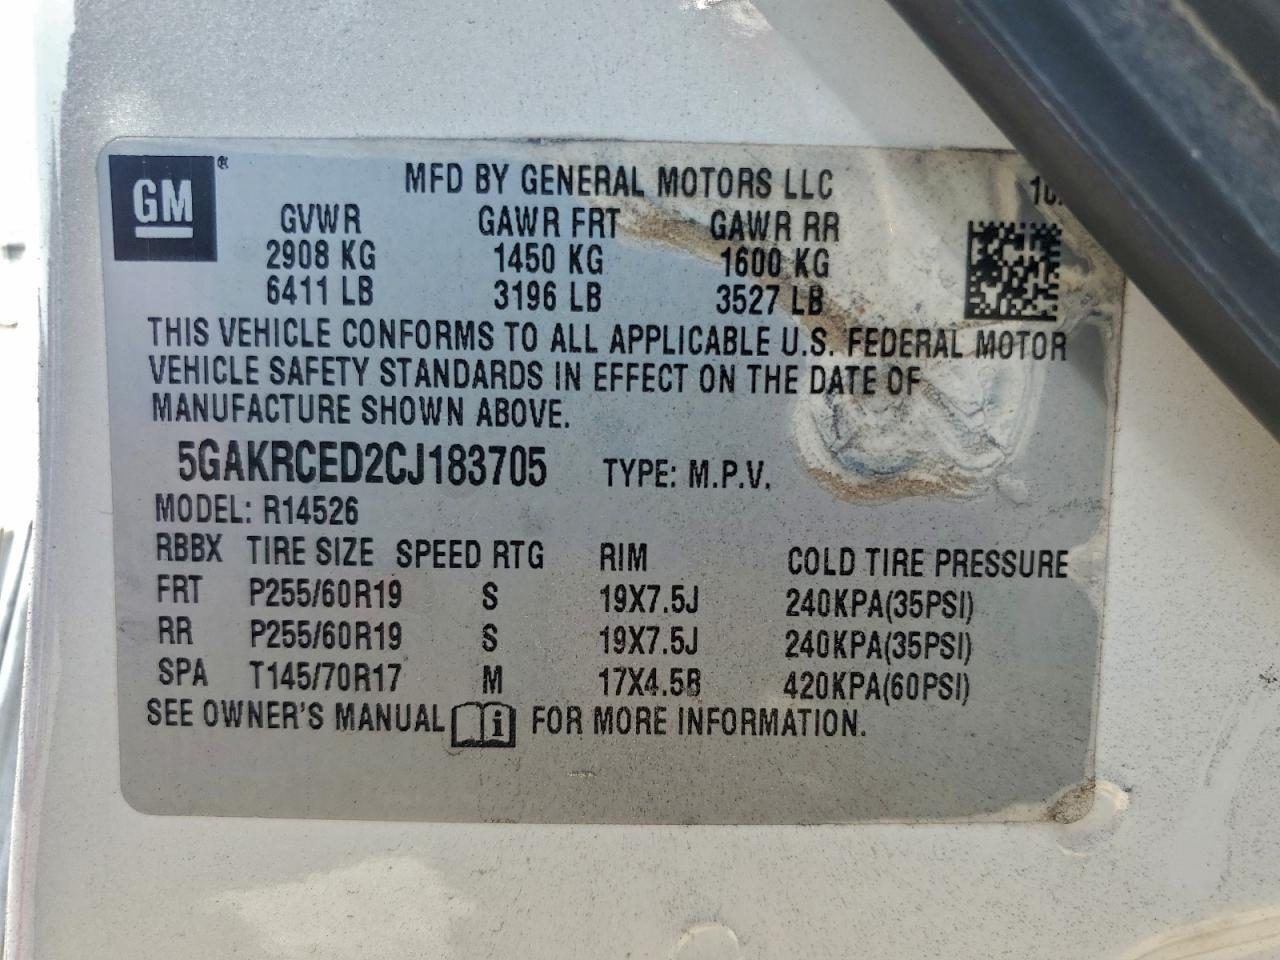 GM®
MFD BY GENERAL MOTORS LLC
GVWR GAWR FRT GAWR RR
2908 KG 1450 KG 1600 KG
6411 LB 3196 LB 3527 LB
THIS VEHICLE CONFORMS TO ALL APPLICABLE U.S. FEDERAL MOTOR
VEHICLE SAFETY STANDARDS IN EFFECT ON THE DATE OF
MANUFACTURE SHOWN ABOVE.
5GAKRCED2CJ183705 TYPE: M.P.V.
MODEL: R14526
RBBX TIRE SIZE SPEED RTG RIM COLD TIRE PRESSURE
FRT P255/60R19 S 19X7.5J 240KPA(35PSI)
RR P255/60R19 S 19X7.5J 240KPA(35PSI)
SPA T145/70R17 M 17X4.5B 420KPA(60PSI)
SEE OWNER'S MANUAL i FOR MORE INFORMATION.